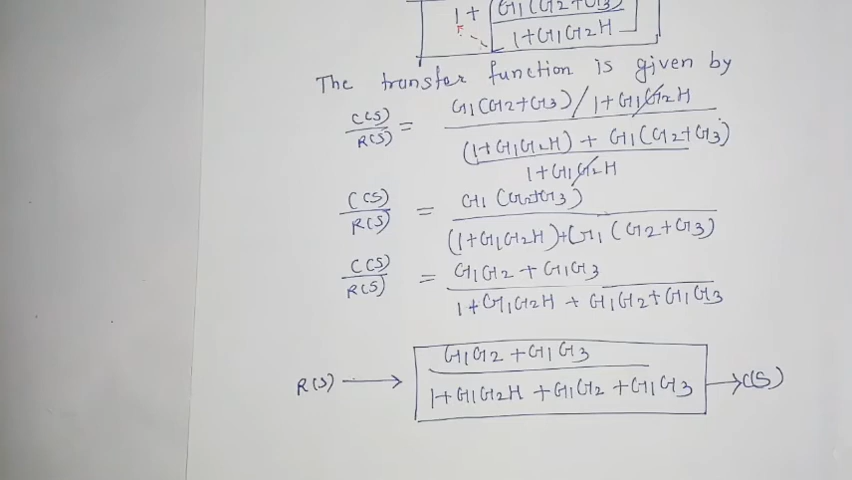 G1(G2+G3)
1+
1+G1G2H
The transfer function is given by
C(S)/R(S) = G1(G2+G3) / 1+G1G2H
(1+G1G2H) + G1(G2+G3)
1+G1G2H
C(S)/R(S) = G1(G2+G3)
(1+G1G2H)+G1(G2+G3)
C(S)/R(S) = G1G2 + G1G3
1+G1G2H + G1G2+G1G3
G1G2 + G1G3
R(S) → 1+G1G2H + G1G2 + G1G3 → C(S)